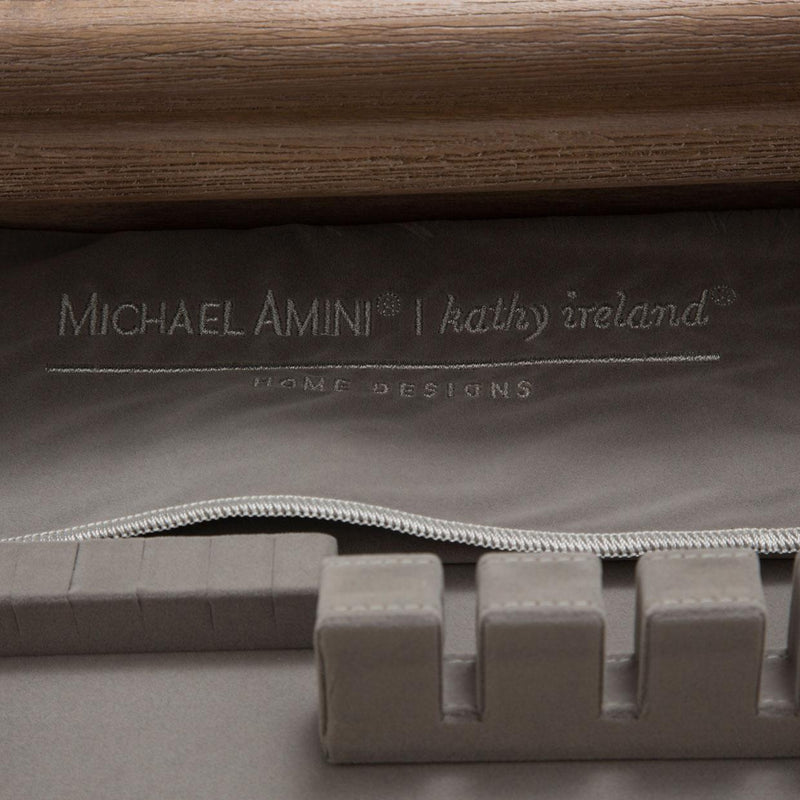 MICHAEL AMINI® | kathy ireland®
HOME DESIGNS